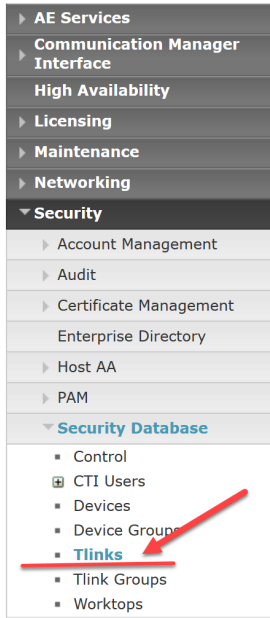 AE Services
Communication Manager
Interface
High Availability
Licensing
Maintenance
Networking
Security
Account Management
Audit
Certificate Management
Enterprise Directory
Host AA
PAM
Security Database
Control
CTI Users
Devices
Device Groups
Tlinks
Tlink Groups
Worktops